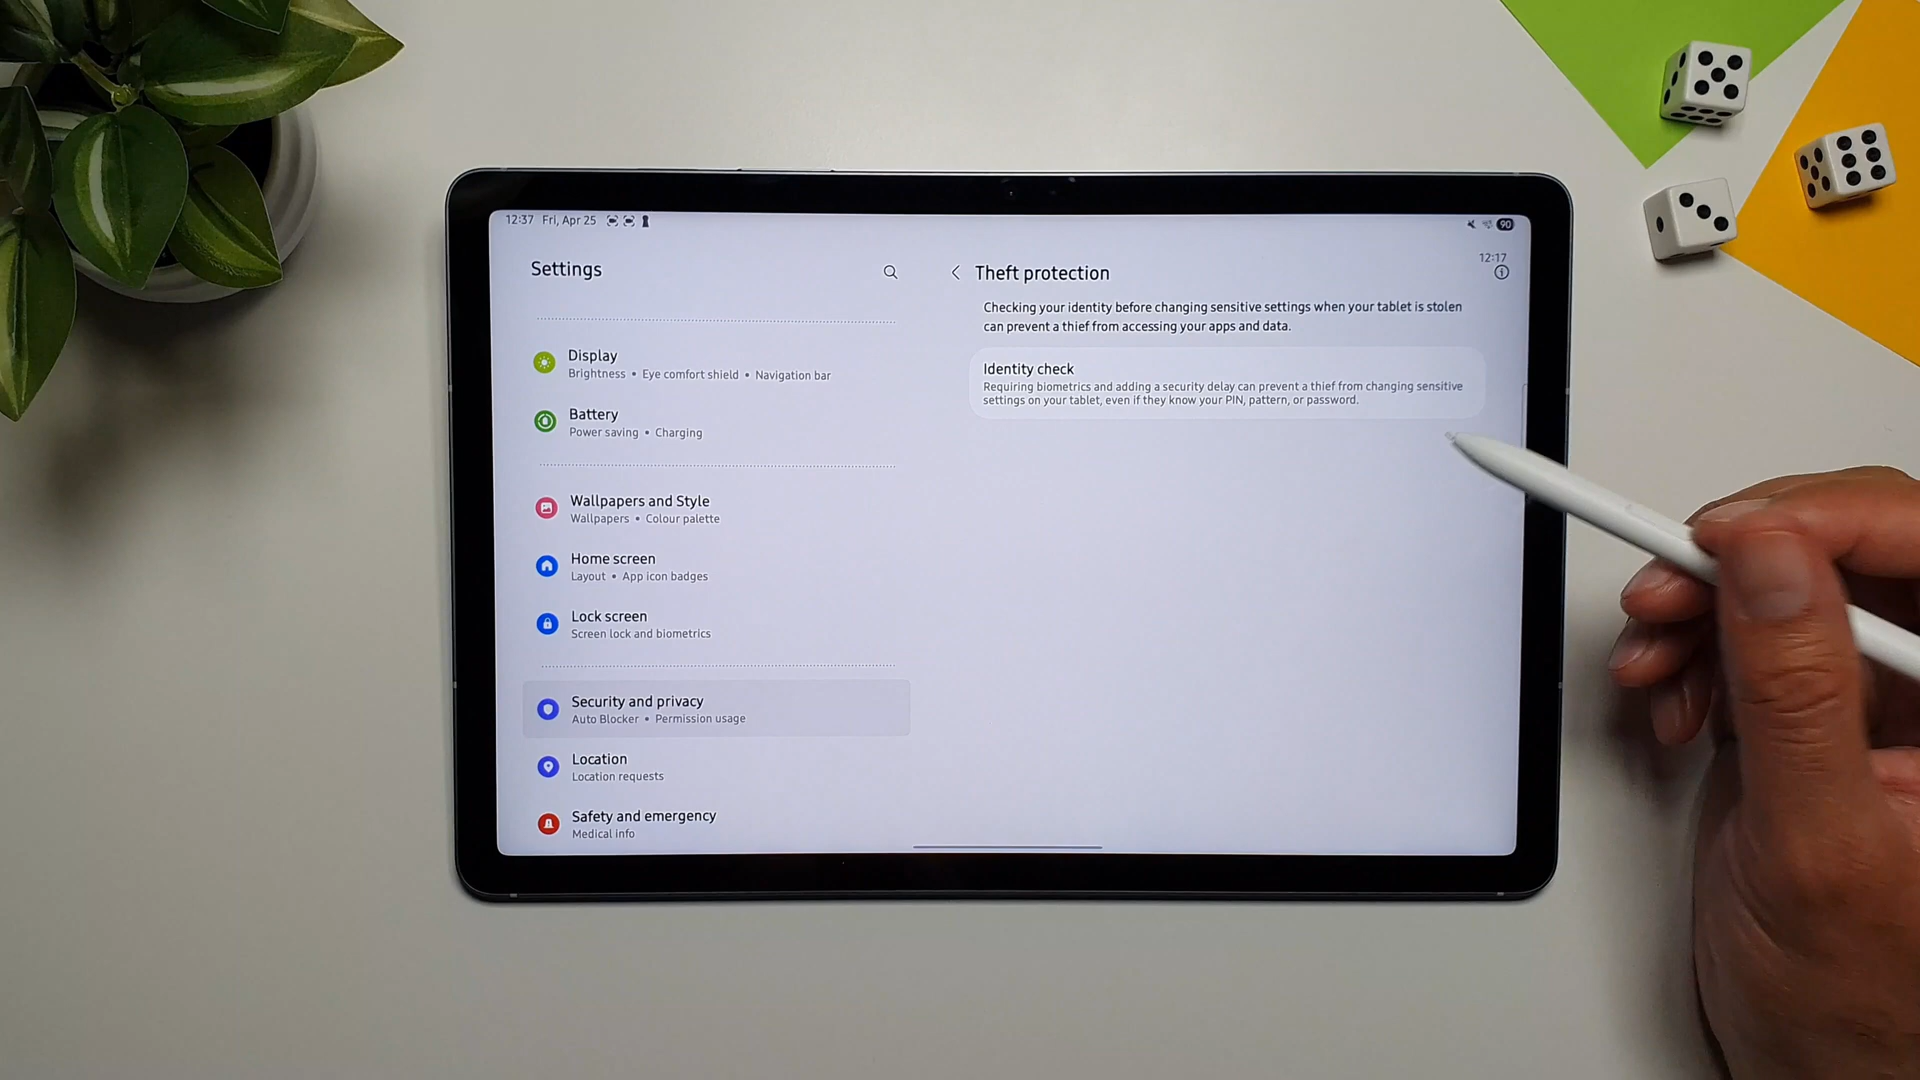 12:37 Fri, Apr 25
90
Settings
Display
Brightness • Eye comfort shield • Navigation bar
Battery
Power saving • Charging
Wallpapers and Style
Wallpapers • Colour palette
Home screen
Layout • App icon badges
Lock screen
Screen lock and biometrics
Security and privacy
Auto Blocker • Permission usage
Location
Location requests
Safety and emergency
Medical info
12:17
Theft protection
Checking your identity before changing sensitive settings when your tablet is stolen
can prevent a thief from accessing your apps and data.
Identity check
Requiring biometrics and adding a security delay can prevent a thief from changing sensitive
settings on your tablet, even if they know your PIN, pattern, or password.